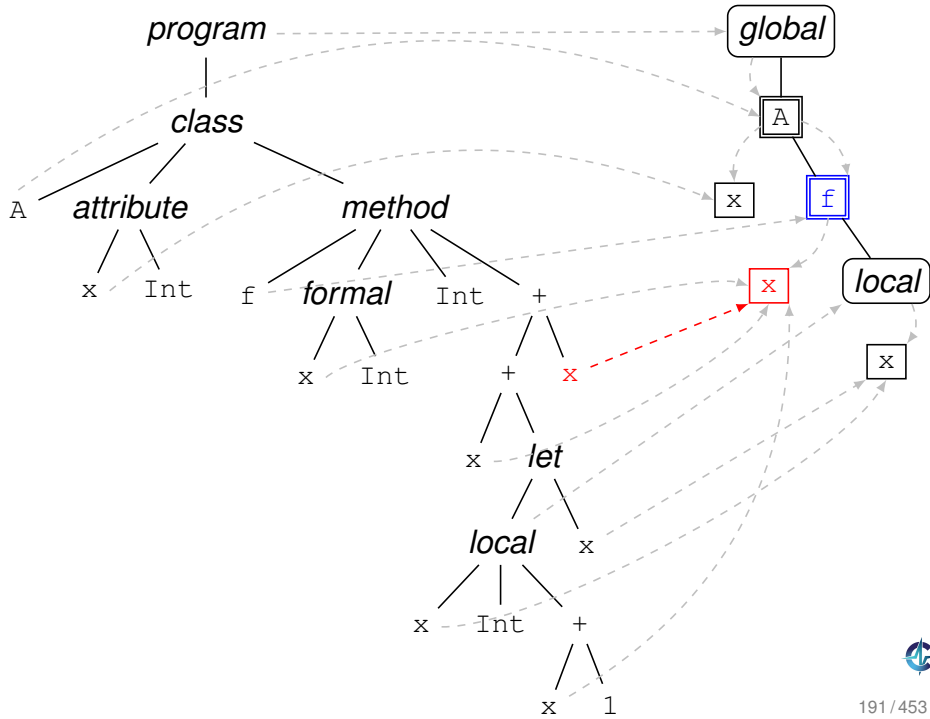 program global
class A
A attribute method x f
x Int f formal Int + x local
x Int + x x
x let
local x
x Int +
x 1
191 / 453